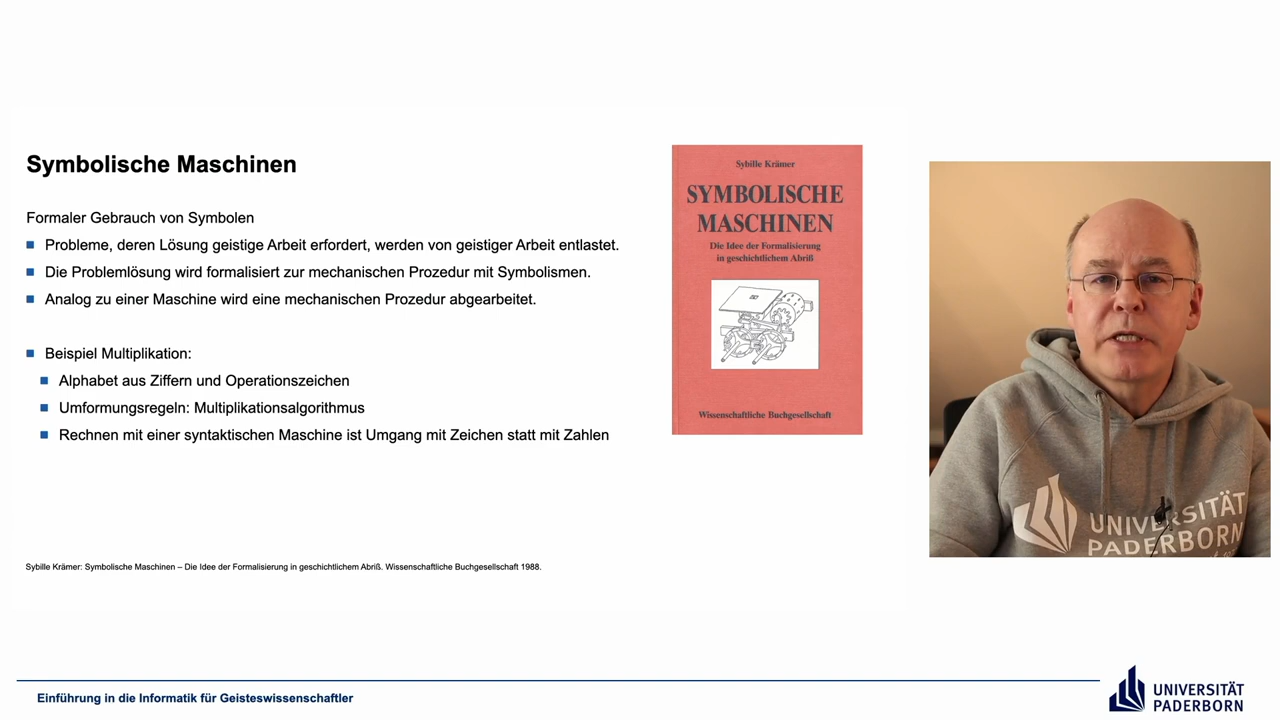 Symbolische Maschinen
Formaler Gebrauch von Symbolen
Probleme, deren Lösung geistige Arbeit erfordert, werden von geistiger Arbeit entlastet.
Die Problemlösung wird formalisiert zur mechanischen Prozedur mit Symbolismen.
Analog zu einer Maschine wird eine mechanischen Prozedur abgearbeitet.
Beispiel Multiplikation:
Alphabet aus Ziffern und Operationszeichen
Umformungsregeln: Multiplikationsalgorithmus
Rechnen mit einer syntaktischen Maschine ist Umgang mit Zeichen statt mit Zahlen
Sybille Krämer: Symbolische Maschinen – Die Idee der Formalisierung in geschichtlichem Abriß. Wissenschaftliche Buchgesellschaft 1988.
Sybille Krämer
SYMBOLISCHE
MASCHINEN
Die Idee der Formalisierung
in geschichtlichem Abriß
Wissenschaftliche Buchgesellschaft
UNIVERSITÄT
PADERBORN
Einführung in die Informatik für Geisteswissenschaftler
UNIVERSITÄT
PADERBORN